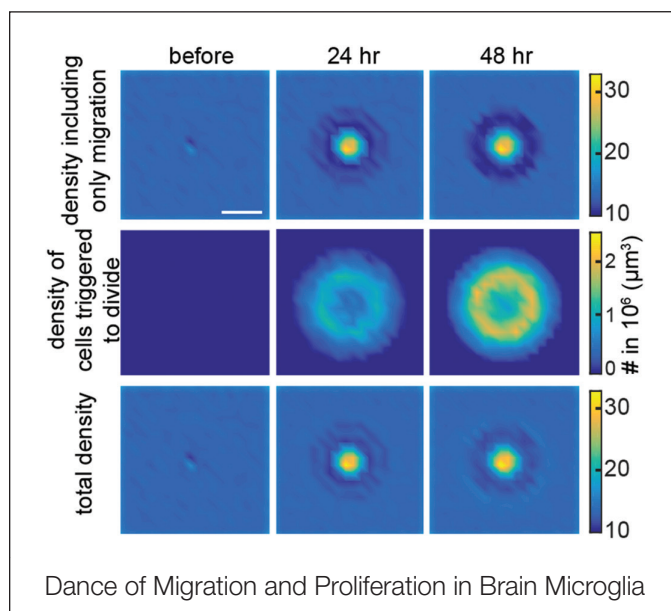 before 24 hr 48 hr
density including
only migration
30
20
10
density of
cells triggered
to divide
2
1
0
# in 10⁶ (µm³)
total density
30
20
10
Dance of Migration and Proliferation in Brain Microglia